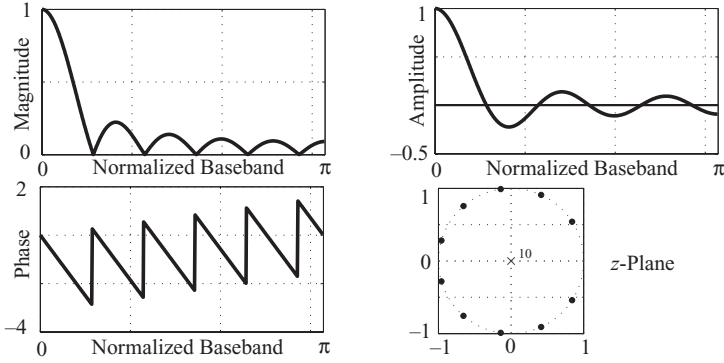 1
Magnitude
0
0
Normalized Baseband
π
1
Amplitude
−0.5
0
Normalized Baseband
π
2
Phase
−4
0
Normalized Baseband
π
1
0
−1
10
−1
0
1
z-Plane